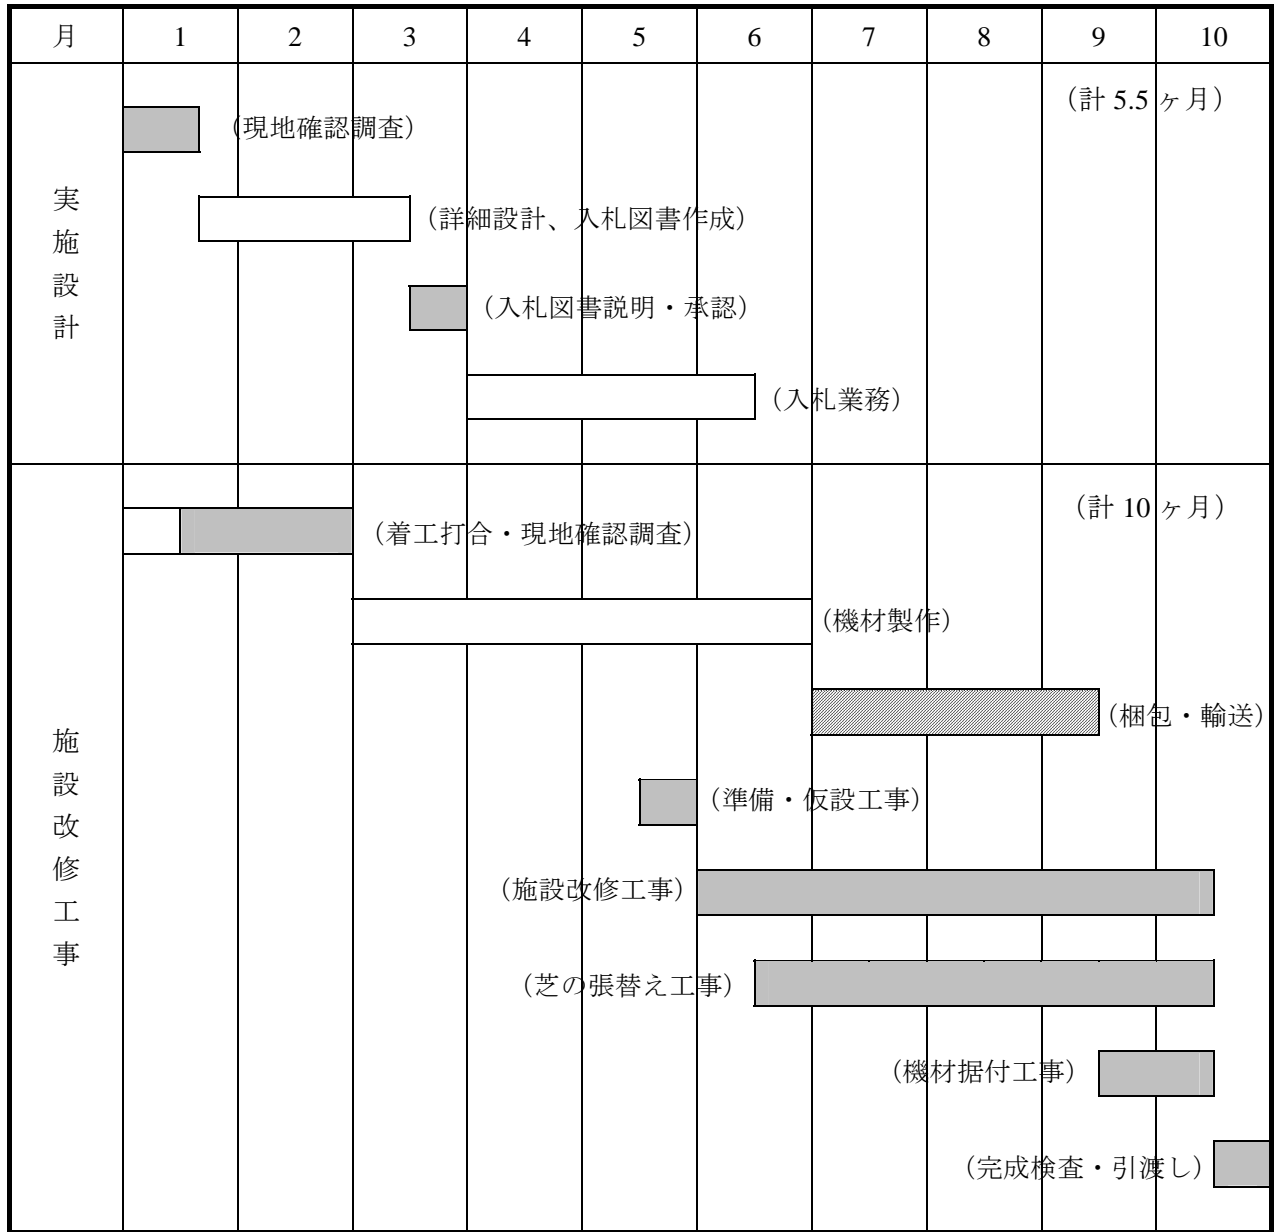 月 1 2 3 4 5 6 7 8 9 10
実施設計
（計 5.5 ヶ月）
（現地確認調査）
（詳細設計、入札図書作成）
（入札図書説明・承認）
（入札業務）
施設改修工事
（計 10 ヶ月）
（着工打合・現地確認調査）
（機材製作）
（梱包・輸送）
（準備・仮設工事）
（施設改修工事）
（芝の張替え工事）
（機材据付工事）
（完成検査・引渡し）